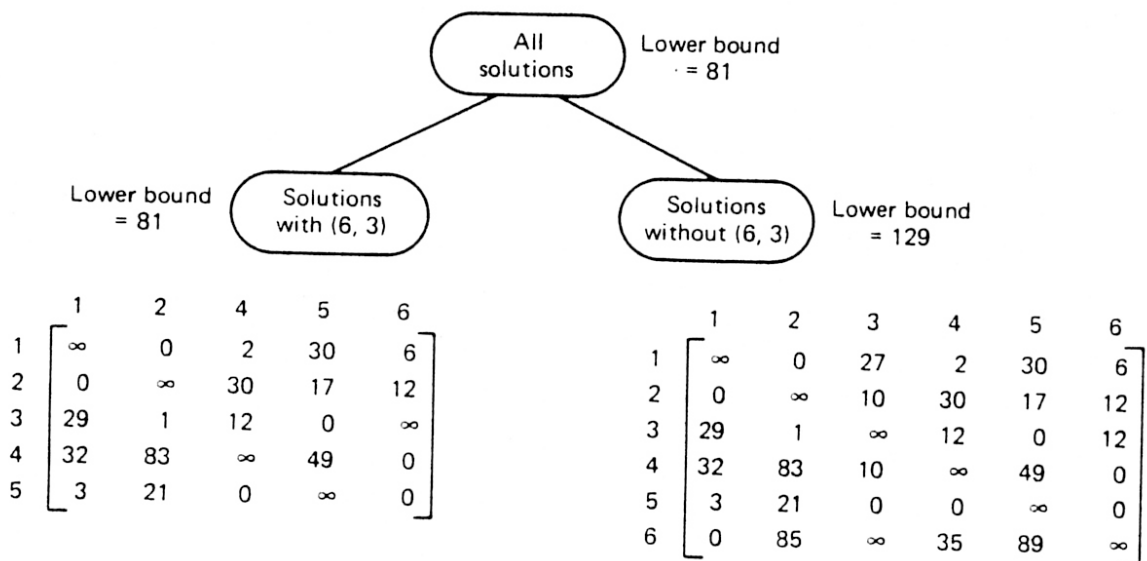 All
solutions
Lower bound
= 81
Lower bound
= 81
Solutions
with (6, 3)
Solutions
without (6, 3)
Lower bound
= 129
1 2 4 5 6
1 ∞ 0 2 30 6
2 0 ∞ 30 17 12
3 29 1 12 0 ∞
4 32 83 ∞ 49 0
5 3 21 0 ∞ 0
1 2 3 4 5 6
1 ∞ 0 27 2 30 6
2 0 ∞ 10 30 17 12
3 29 1 ∞ 12 0 12
4 32 83 10 ∞ 49 0
5 3 21 0 0 ∞ 0
6 0 85 ∞ 35 89 ∞